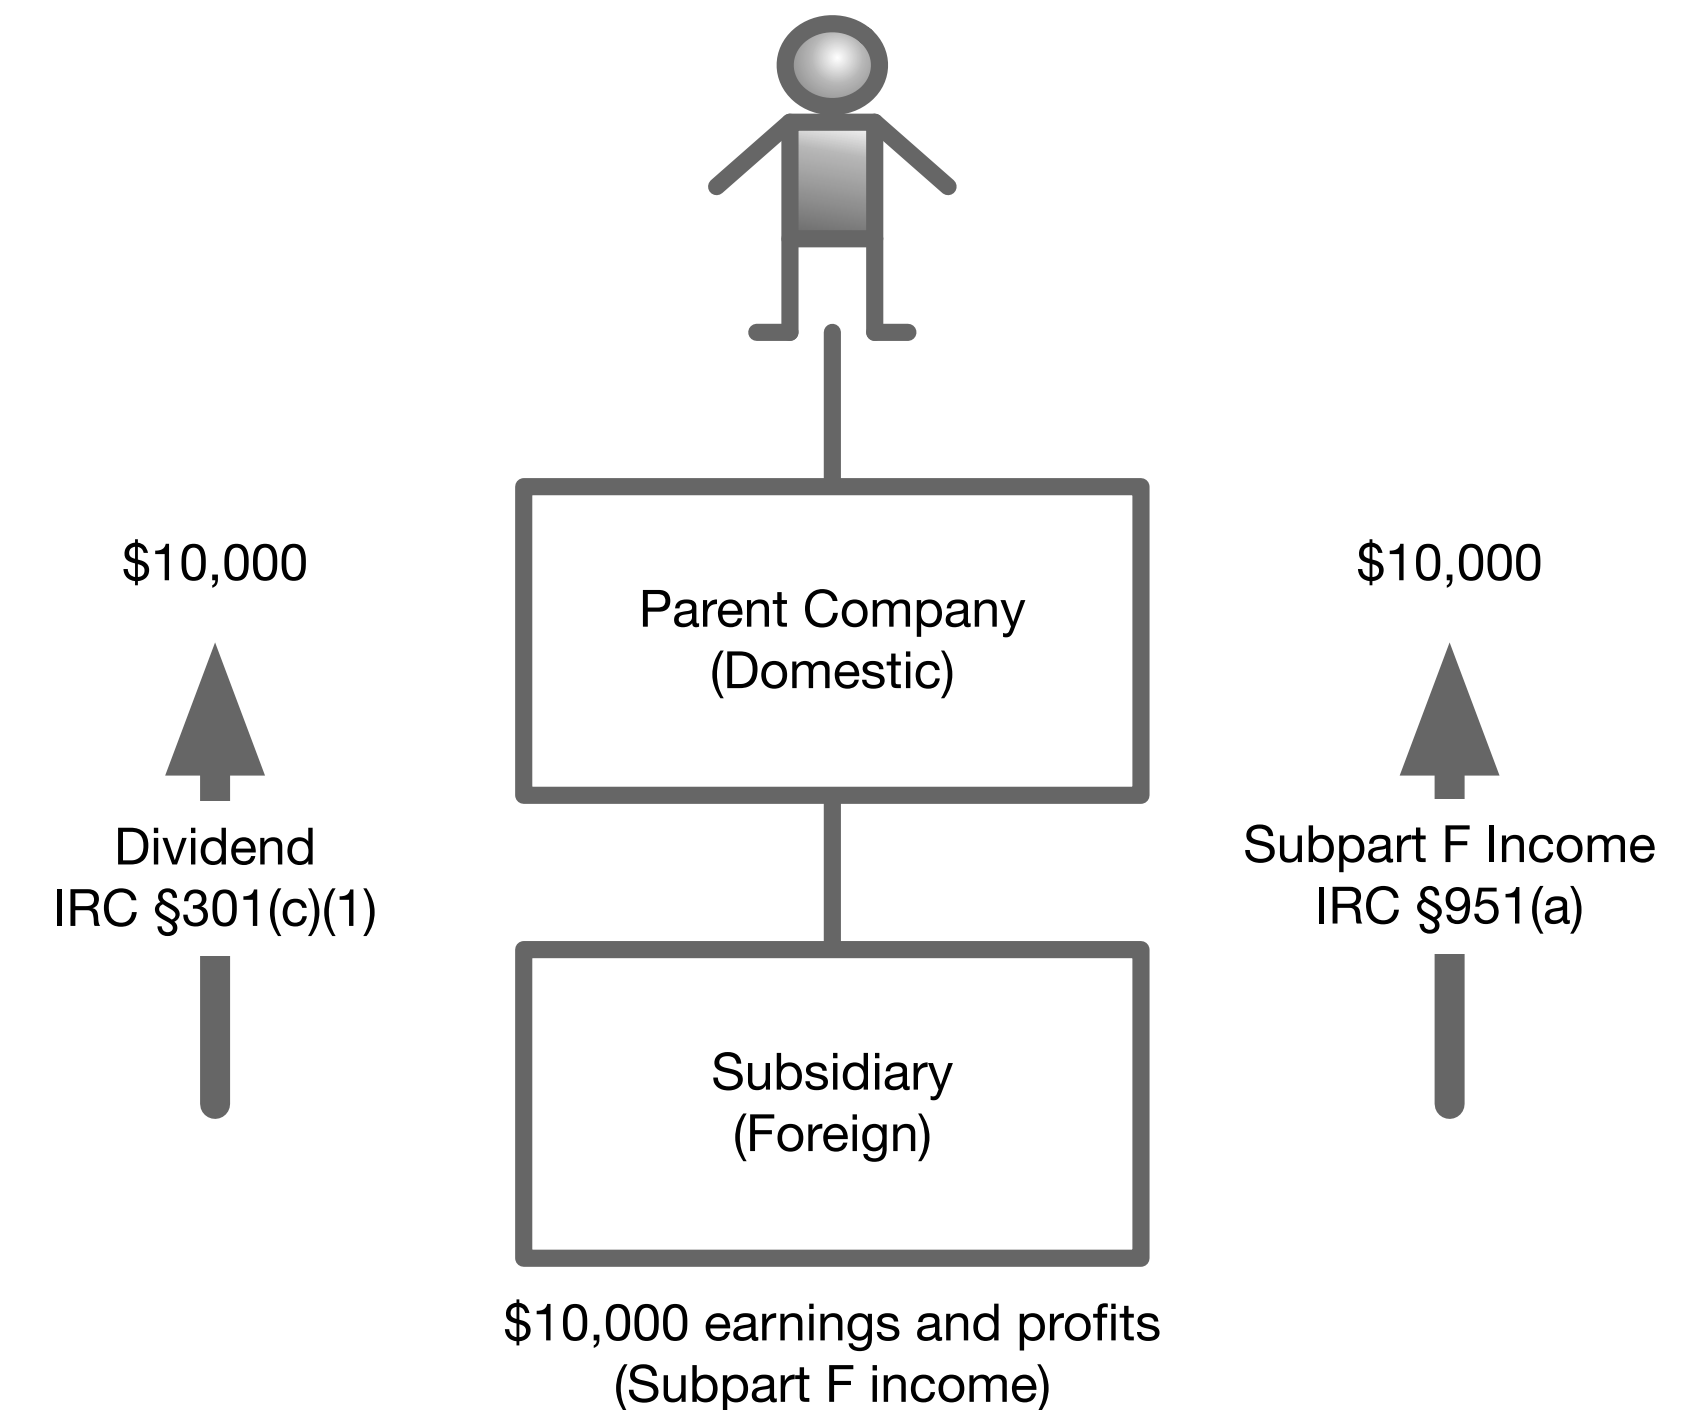 $10,000
Dividend
IRC §301(c)(1)
Parent Company
(Domestic)
Subsidiary
(Foreign)
$10,000 earnings and profits
(Subpart F income)
$10,000
Subpart F Income
IRC §951(a)